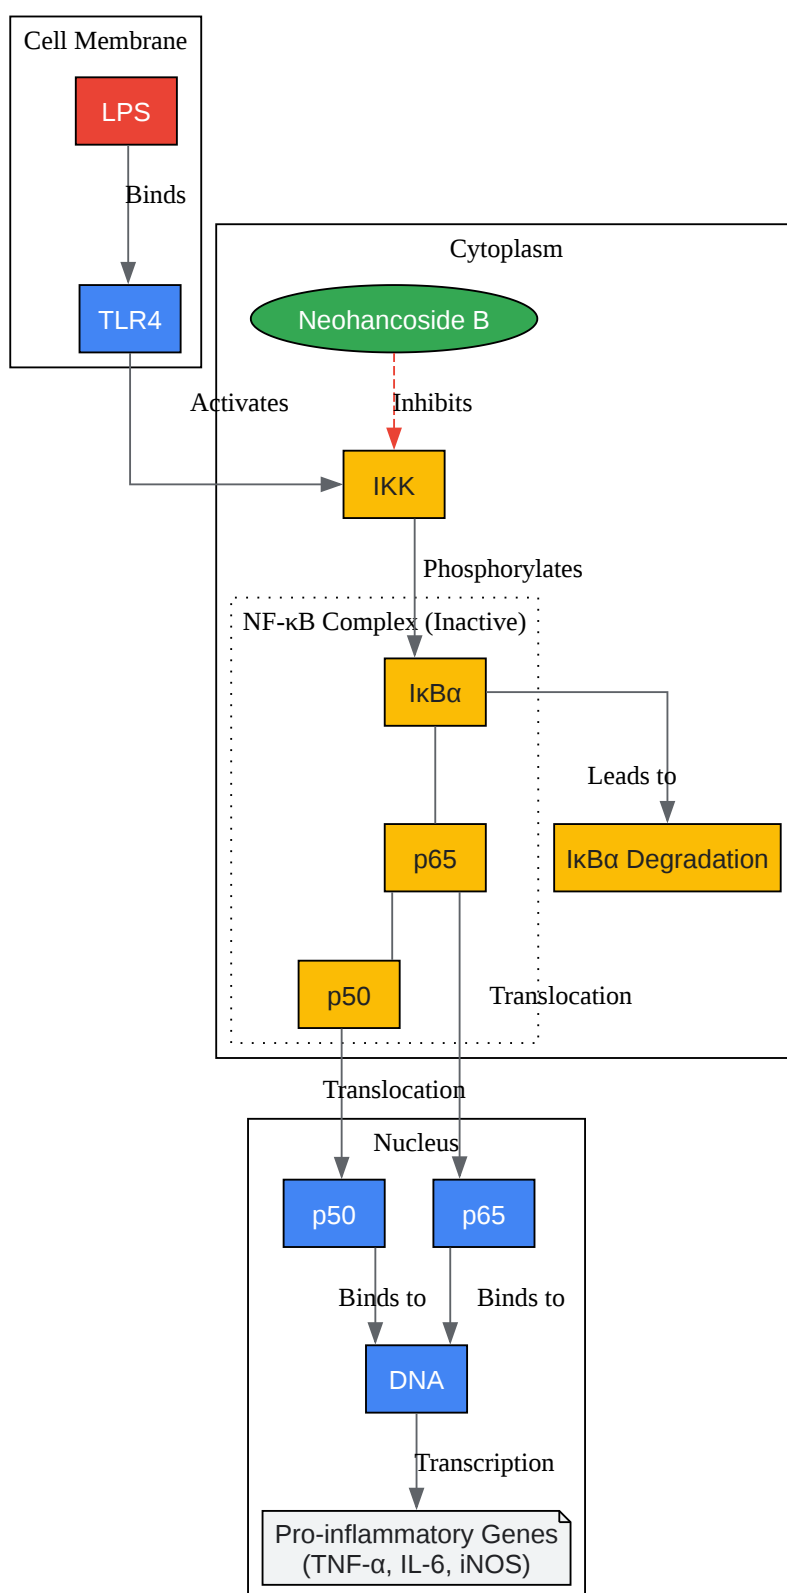 Cell Membrane
LPS
Binds
TLR4
Cytoplasm
Neohancoside B
Activates
Inhibits
IKK
Phosphorylates
NF-κB Complex (Inactive)
IκBα
Leads to
p65
IκBα Degradation
p50
Translocation
Translocation
Nucleus
p50
p65
Binds to
Binds to
DNA
Transcription
Pro-inflammatory Genes
(TNF-α, IL-6, iNOS)